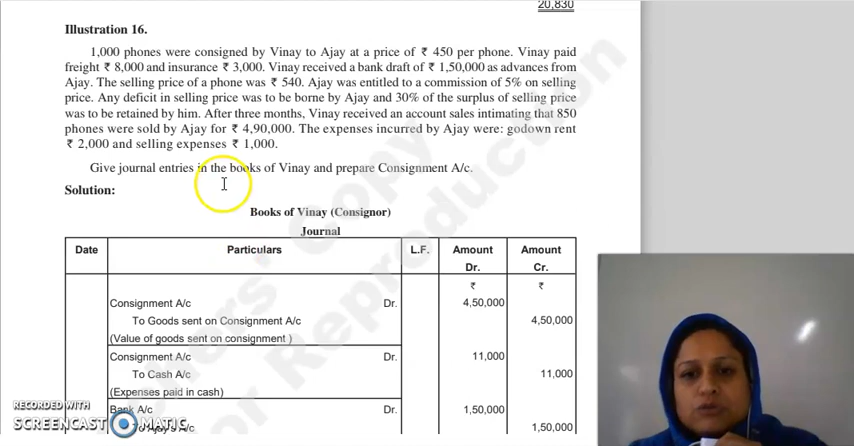 20,830
Illustration 16.
1,000 phones were consigned by Vinay to Ajay at a price of ₹ 450 per phone. Vinay paid
freight ₹ 8,000 and insurance ₹ 3,000. Vinay received a bank draft of ₹ 1,50,000 as advances from
Ajay. The selling price of a phone was ₹ 540. Ajay was entitled to a commission of 5% on selling
price. Any deficit in selling price was to be borne by Ajay and 30% of the surplus of selling price
was to be retained by him. After three months, Vinay received an account sales intimating that 850
phones were sold by Ajay for ₹ 4,90,000. The expenses incurred by Ajay were: godown rent
₹ 2,000 and selling expenses ₹ 1,000.
Give journal entries in the books of Vinay and prepare Consignment A/c.
Solution:
Books of Vinay (Consignor)
Journal
Date Particulars L.F. Amount Amount
Dr. Cr.
₹ ₹
Consignment A/c Dr. 4,50,000
To Goods sent on Consignment A/c 4,50,000
(Value of goods sent on consignment )
Consignment A/c Dr. 11,000
To Cash A/c 11,000
(Expenses paid in cash)
Bank A/c Dr. 1,50,000
To Ajay's A/c 1,50,000
RECORDED WITH
SCREENCAST MATIC
Copy
Reproduction